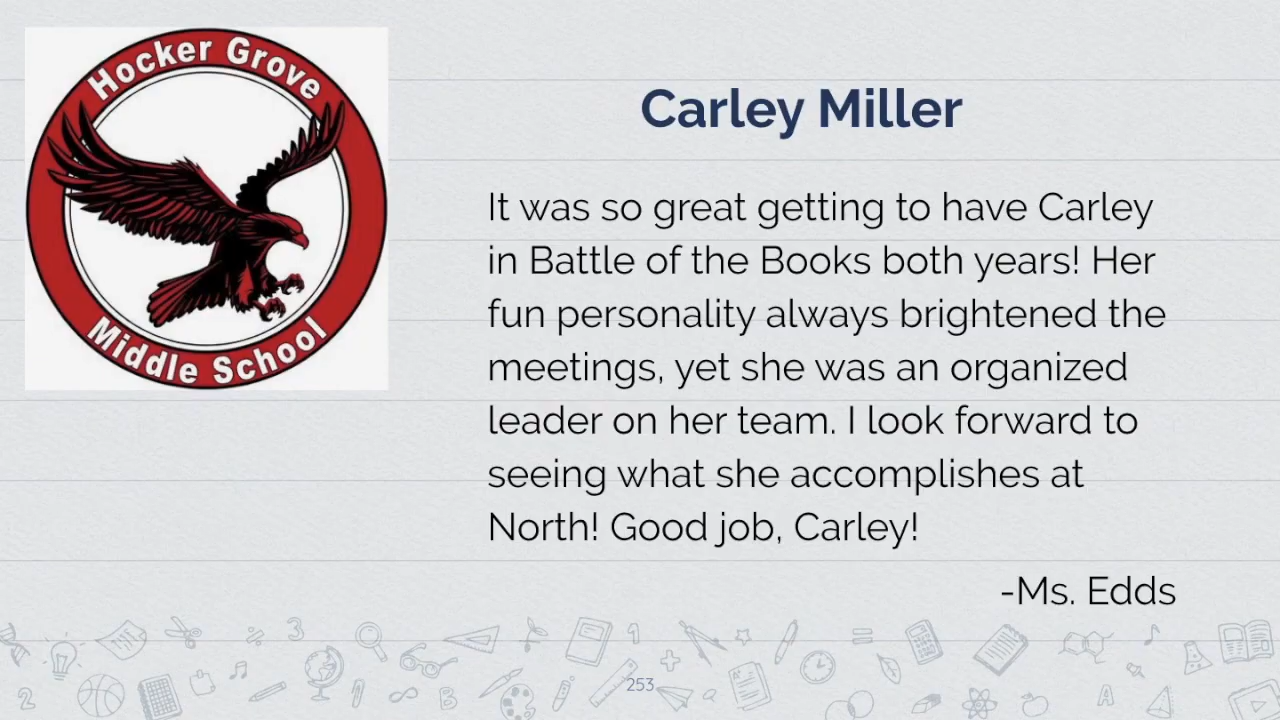 Hocker Grove
Middle School
Carley Miller
It was so great getting to have Carley
in Battle of the Books both years! Her
fun personality always brightened the
meetings, yet she was an organized
leader on her team. I look forward to
seeing what she accomplishes at
North! Good job, Carley!
-Ms. Edds
253